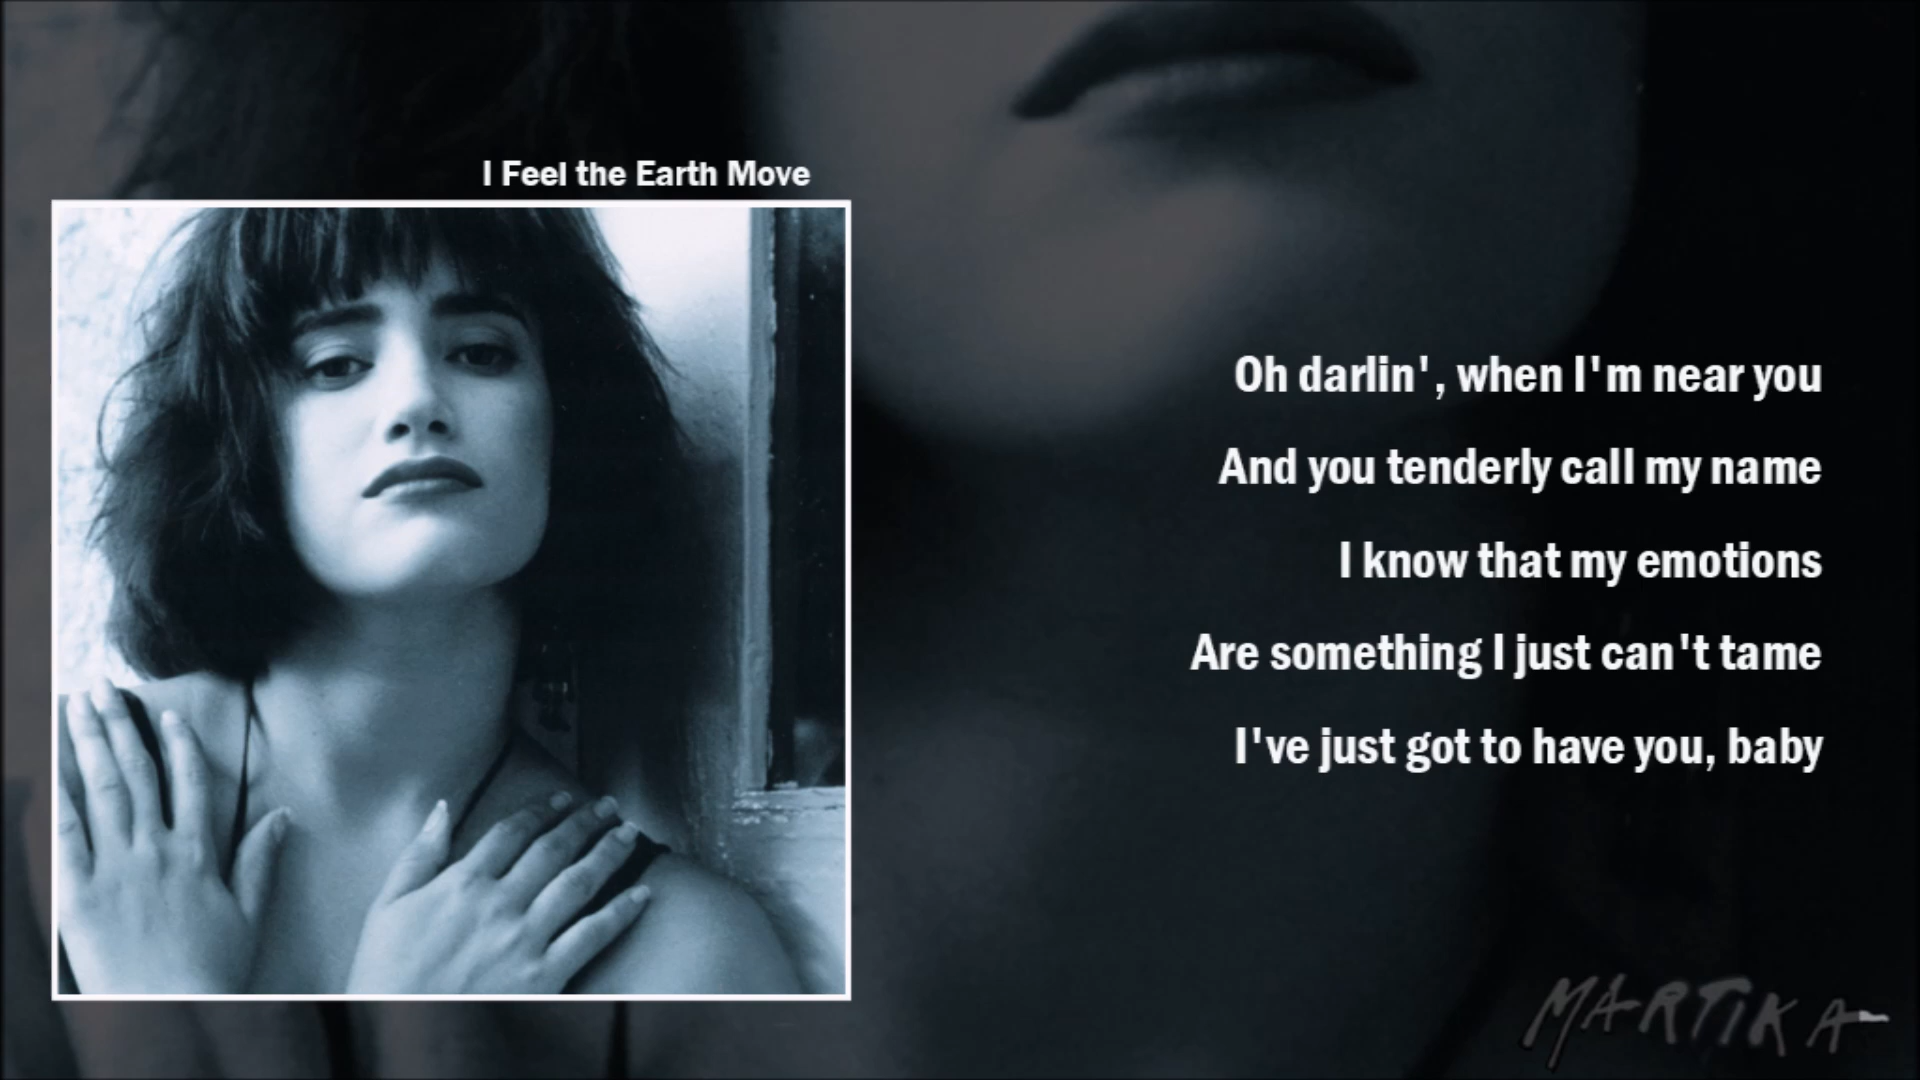 I Feel the Earth Move
Oh darlin', when I'm near you
And you tenderly call my name
I know that my emotions
Are something I just can't tame
I've just got to have you, baby
MARTIKA